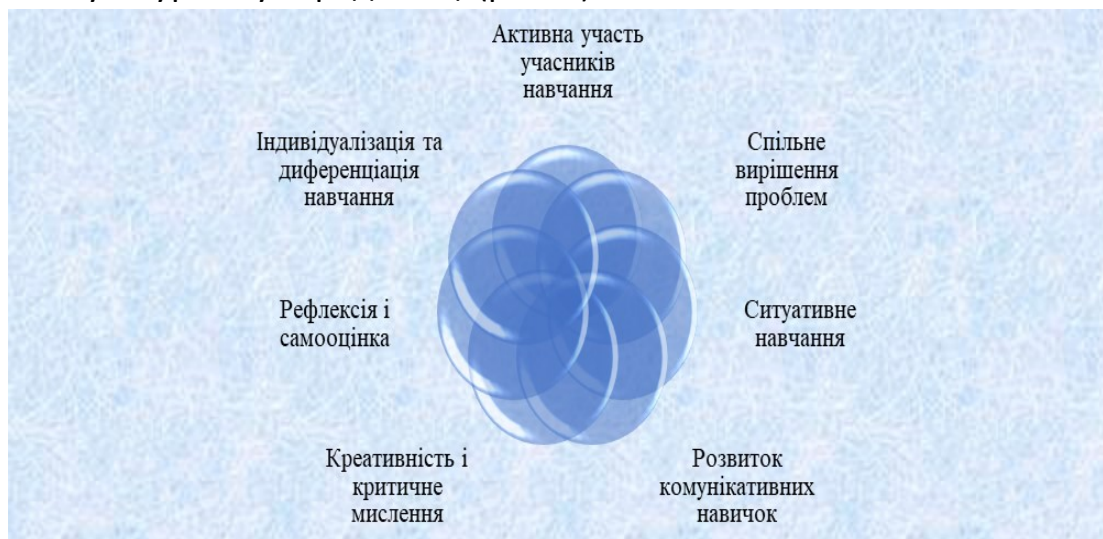 Активна участь
учасників
навчання
Спільне
вирішення
проблем
Ситуативне
навчання
Розвиток
комунікативних
навичок
Креативність і
критичне
мислення
Рефлексія і
самооцінка
Індивідуалізація та
диференціація
навчання